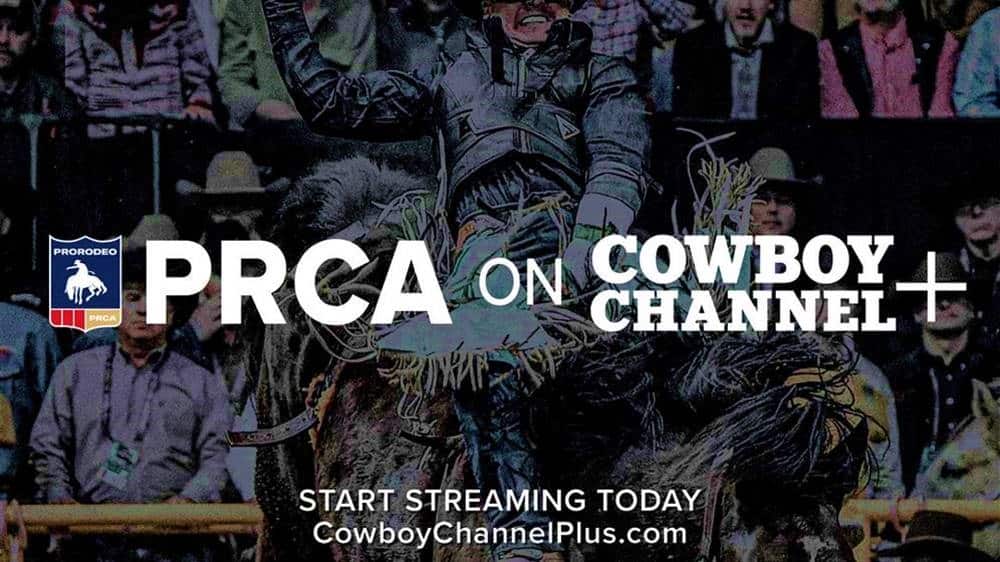 PRORODEO
PRCA
PRCA ON COWBOY CHANNEL+
START STREAMING TODAY
CowboyChannelPlus.com